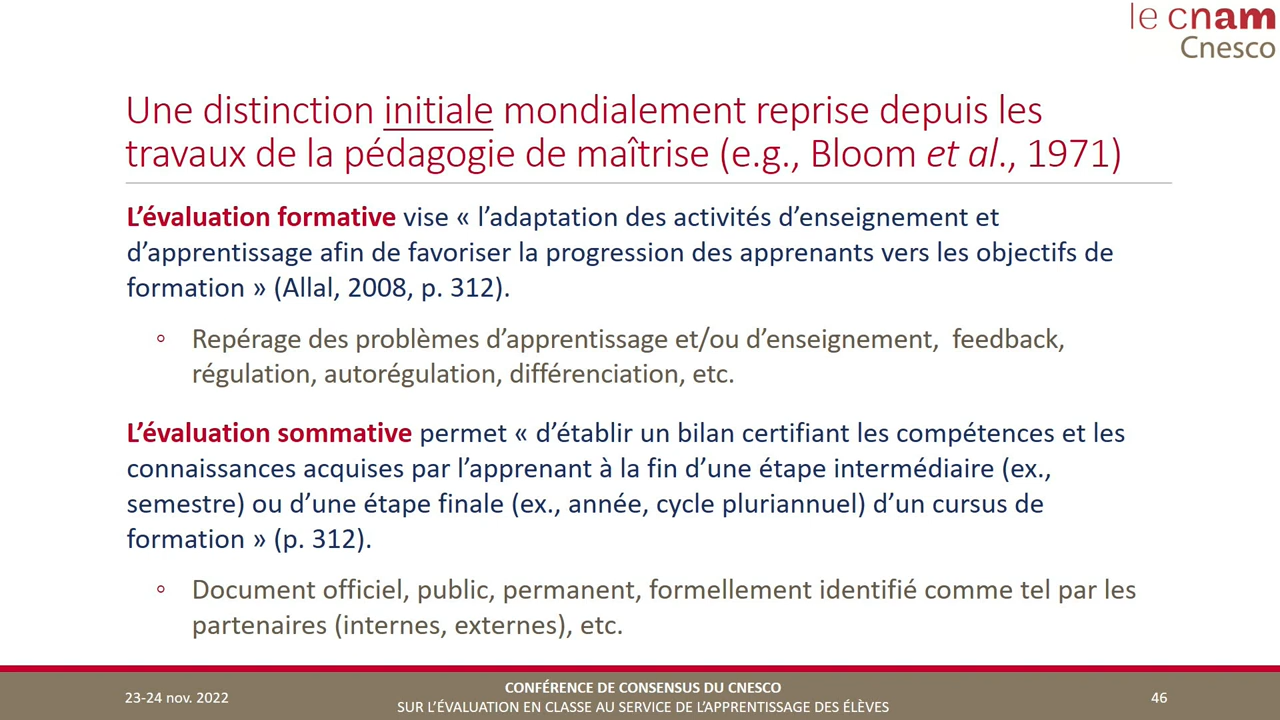 le cnam
Cnesco
Une distinction initiale mondialement reprise depuis les
travaux de la pédagogie de maîtrise (e.g., Bloom et al., 1971)
L’évaluation formative vise « l’adaptation des activités d’enseignement et
d’apprentissage afin de favoriser la progression des apprenants vers les objectifs de
formation » (Allal, 2008, p. 312).
◦ Repérage des problèmes d’apprentissage et/ou d’enseignement, feedback,
régulation, autorégulation, différenciation, etc.
L’évaluation sommative permet « d’établir un bilan certifiant les compétences et les
connaissances acquises par l’apprenant à la fin d’une étape intermédiaire (ex.,
semestre) ou d’une étape finale (ex., année, cycle pluriannuel) d’un cursus de
formation » (p. 312).
◦ Document officiel, public, permanent, formellement identifié comme tel par les
partenaires (internes, externes), etc.
23-24 nov. 2022
CONFÉRENCE DE CONSENSUS DU CNESCO
SUR L’ÉVALUATION EN CLASSE AU SERVICE DE L’APPRENTISSAGE DES ÉLÈVES
46